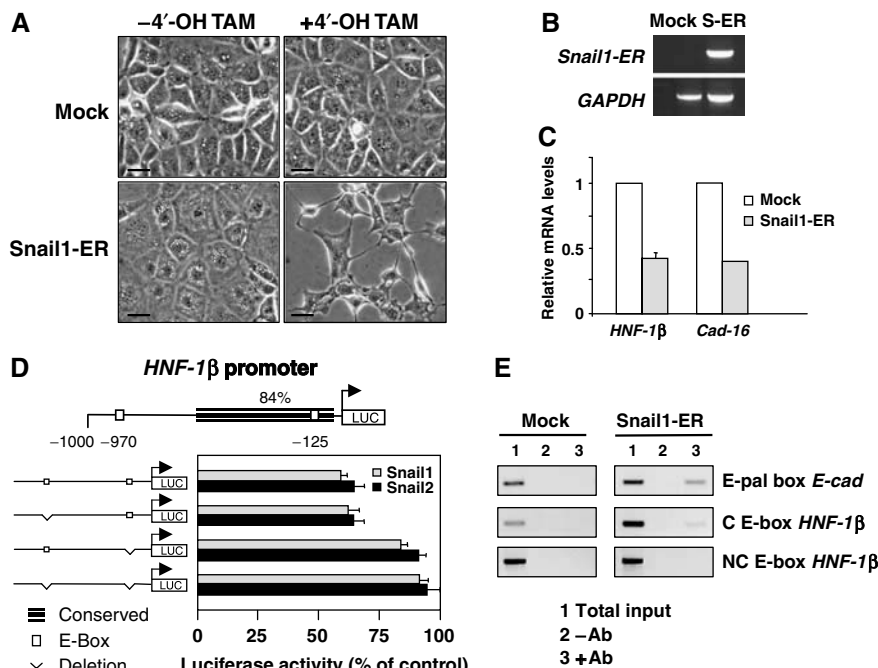 A
−4′-OH TAM
+4′-OH TAM
Mock
Snail1-ER
B
Mock S-ER
Snail1-ER
GAPDH
C
Relative mRNA levels
1
0.5
0
Mock
Snail1-ER
HNF-1β
Cad-16
D
HNF-1β promoter
84%
LUC
−1000
−970
−125
LUC
LUC
LUC
LUC
Snail1
Snail2
Conserved
E-Box
Deletion
0
25
50
75
100
Luciferase activity (% of control)
E
Mock
Snail1-ER
1 2 3
1 2 3
E-pal box E-cad
C E-box HNF-1β
NC E-box HNF-1β
1 Total input
2 −Ab
3 +Ab